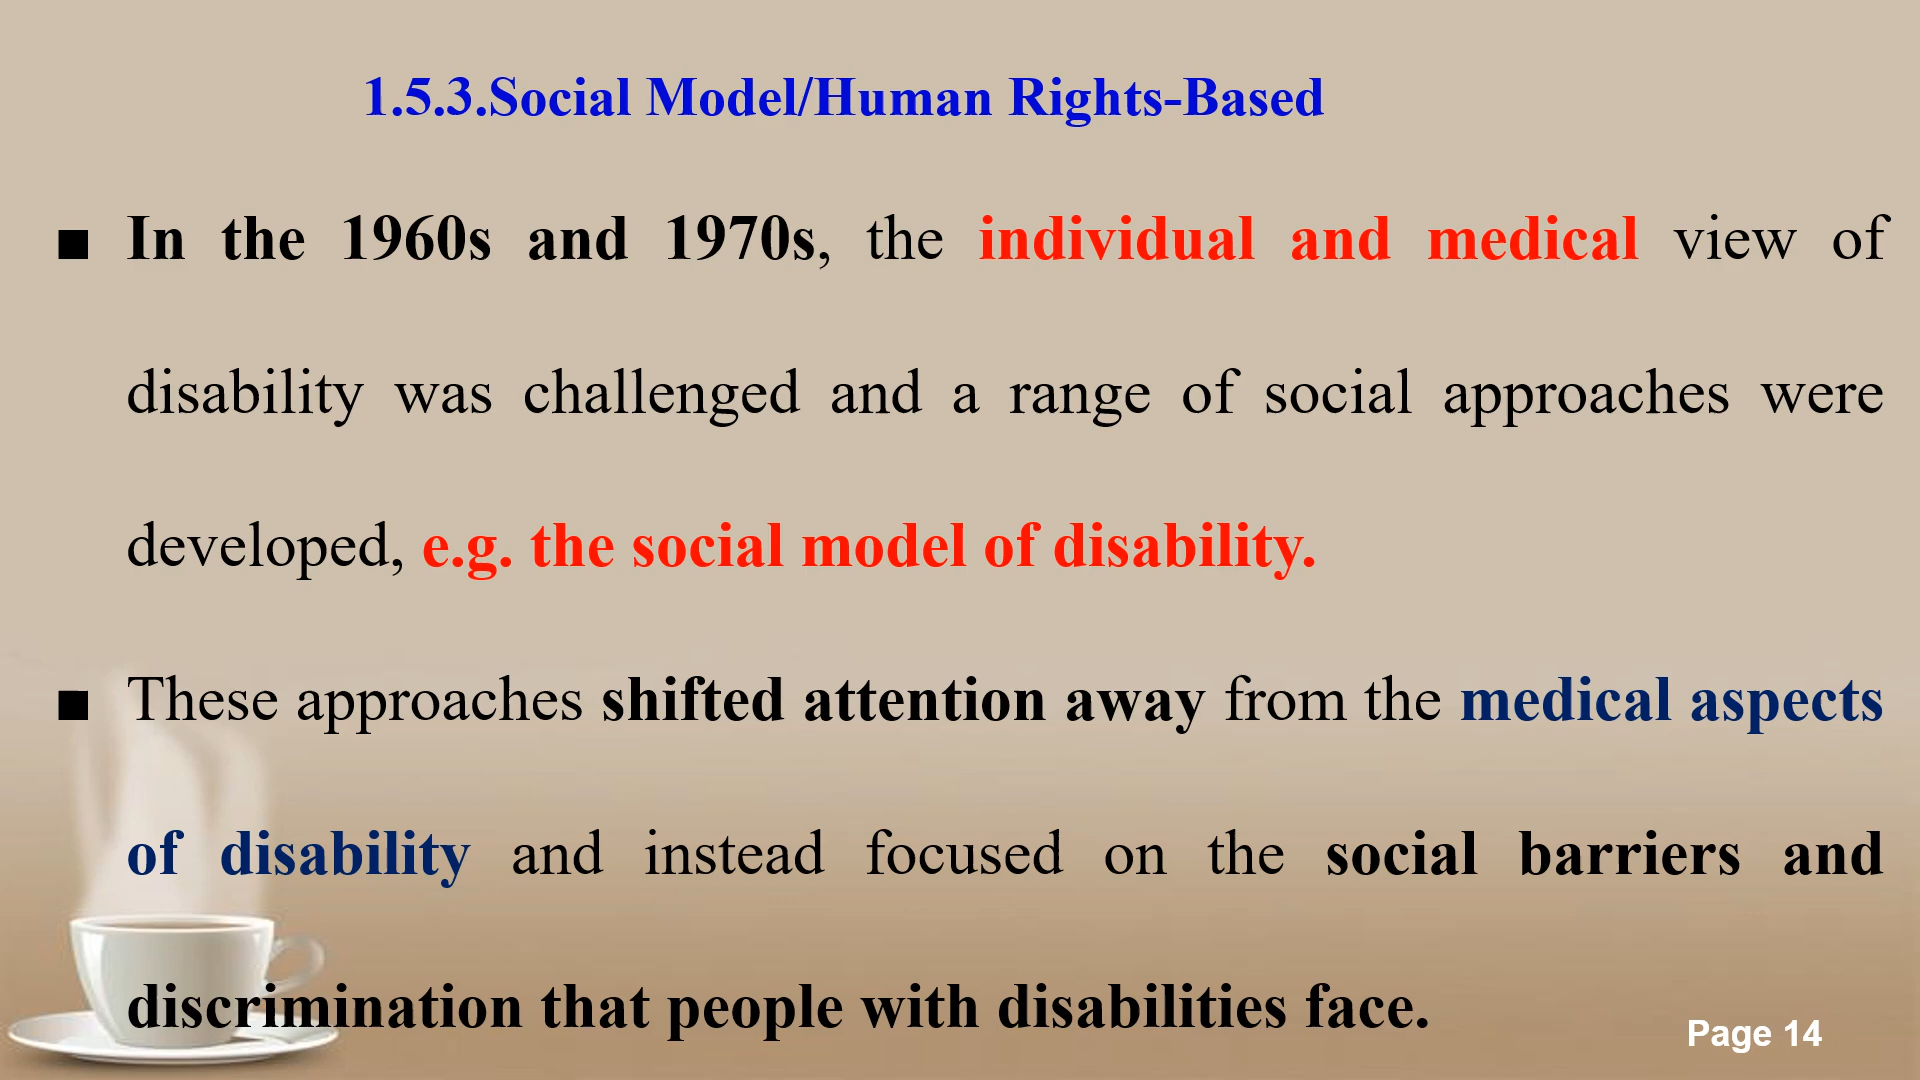 1.5.3.Social Model/Human Rights-Based
▪ In the 1960s and 1970s, the individual and medical view of
disability was challenged and a range of social approaches were
developed, e.g. the social model of disability.
▪ These approaches shifted attention away from the medical aspects
of disability and instead focused on the social barriers and
discrimination that people with disabilities face.
Page 14